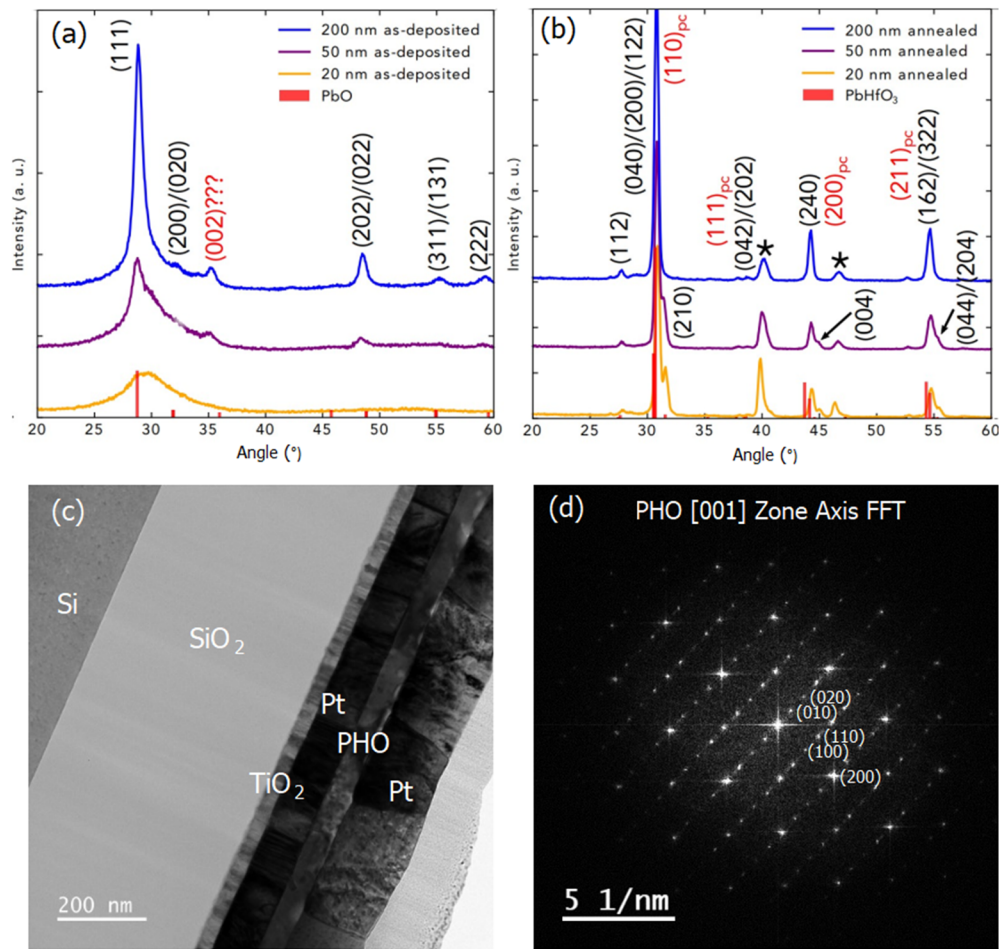 (a)
200 nm as-deposited
50 nm as-deposited
20 nm as-deposited
PbO
(111)
(200)/(020)
(002)???
(202)/(022)
(311)/(131)
(222)
Intensity (a. u.)
20 25 30 35 40 45 50 55 60
Angle (°)
(b)
200 nm annealed
50 nm annealed
20 nm annealed
PbHfO₃
(112)
(040)/(200)/(122)
(110)pc
(210)
(111)pc
(042)/(202)
*
(240)
(200)pc
*
(004)
(211)pc
(162)/(322)
(044)/(204)
Intensity (a. u.)
20 25 30 35 40 45 50 55 60
Angle (°)
(c)
Si
SiO₂
Pt
PHO
TiO₂
Pt
200 nm
(d)
PHO [001] Zone Axis FFT
(020)
(010)
(110)
(100)
(200)
5 1/nm